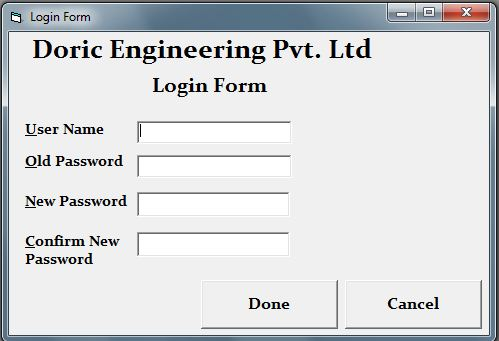 Login Form
Doric Engineering Pvt. Ltd
Login Form
User Name
Old Password
New Password
Confirm New
Password
Done
Cancel